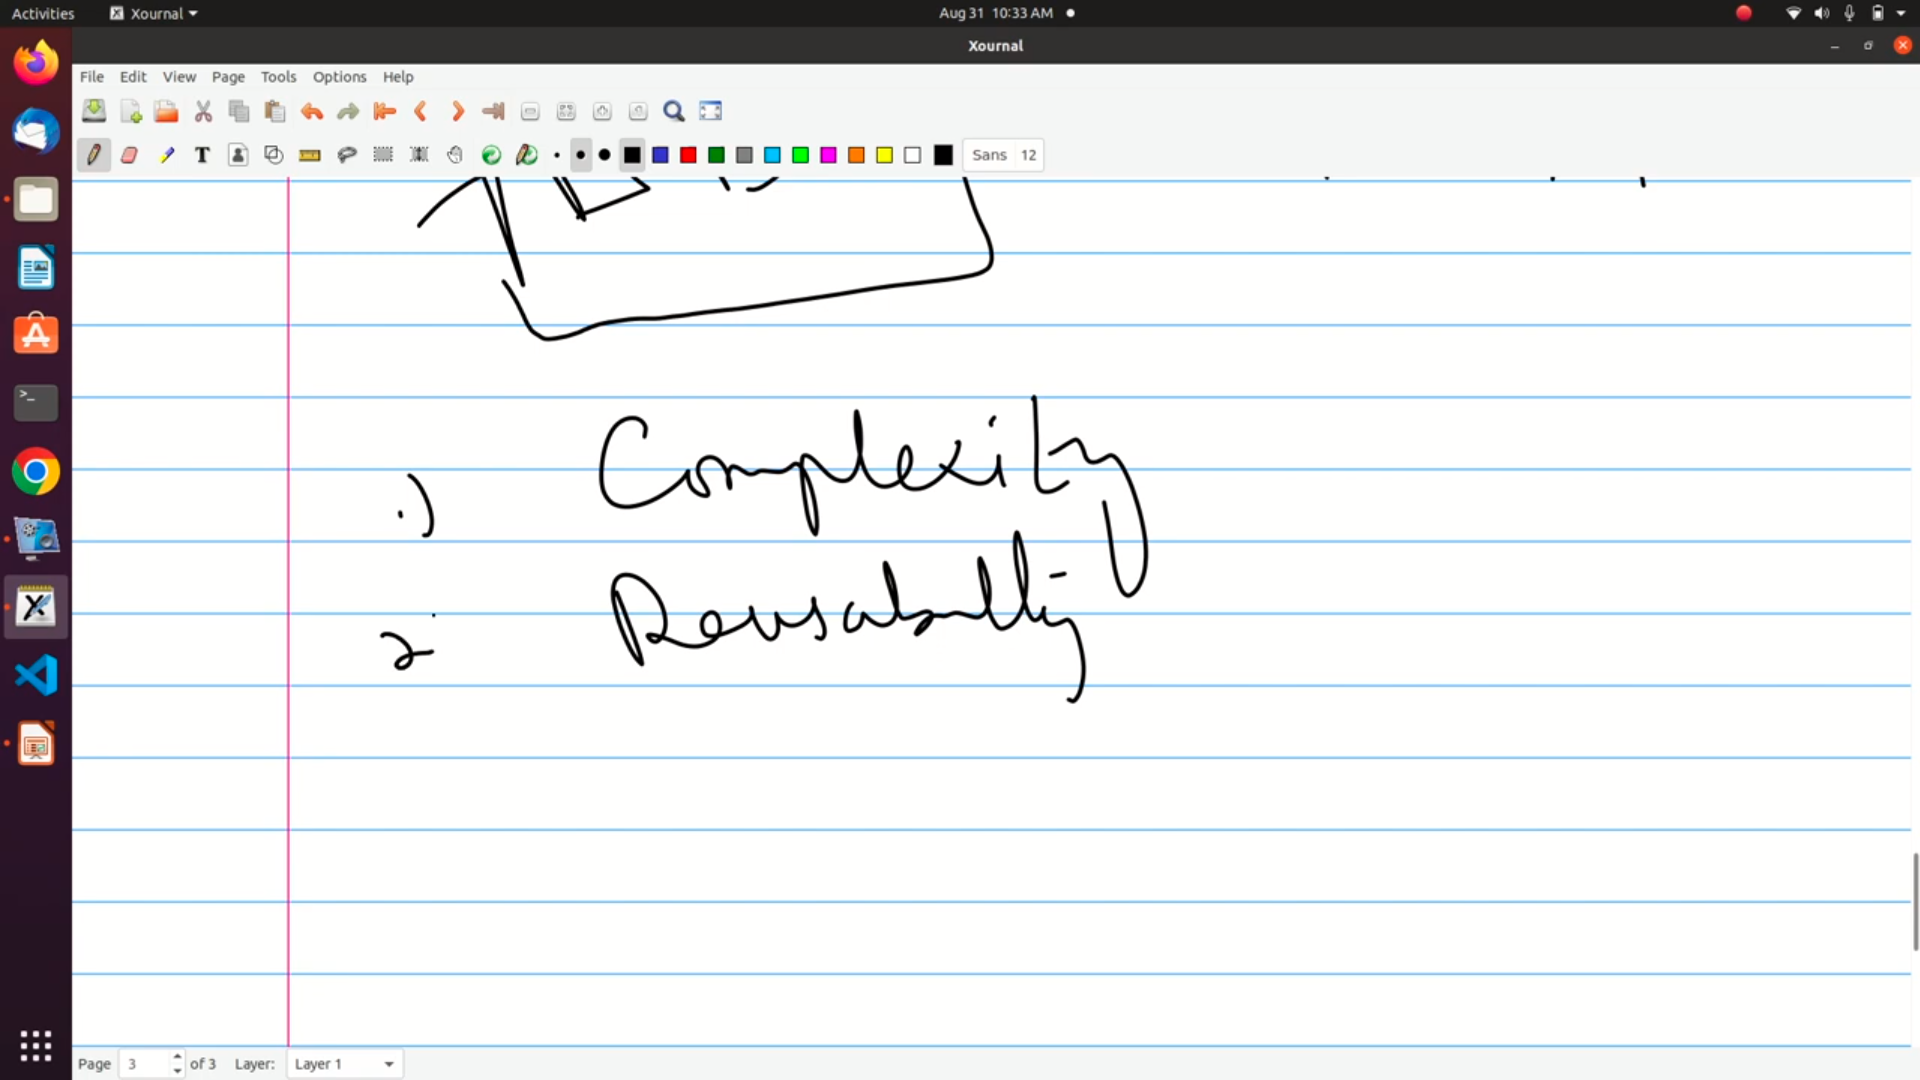 Activities Xournal Aug 31 10:33 AM
Xournal
File Edit View Page Tools Options Help
T Sans 12
1) Complexity
2 Reusability
Page 3 of 3 Layer: Layer 1